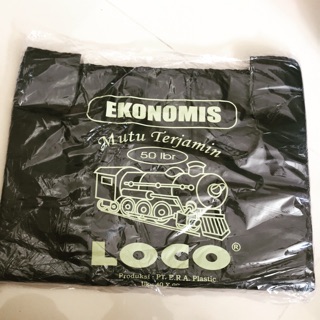 EKONOMIS
Mutu Terjamin
50 lbr
LOCO ®
Produksi : PT. E.R.A. Plastic